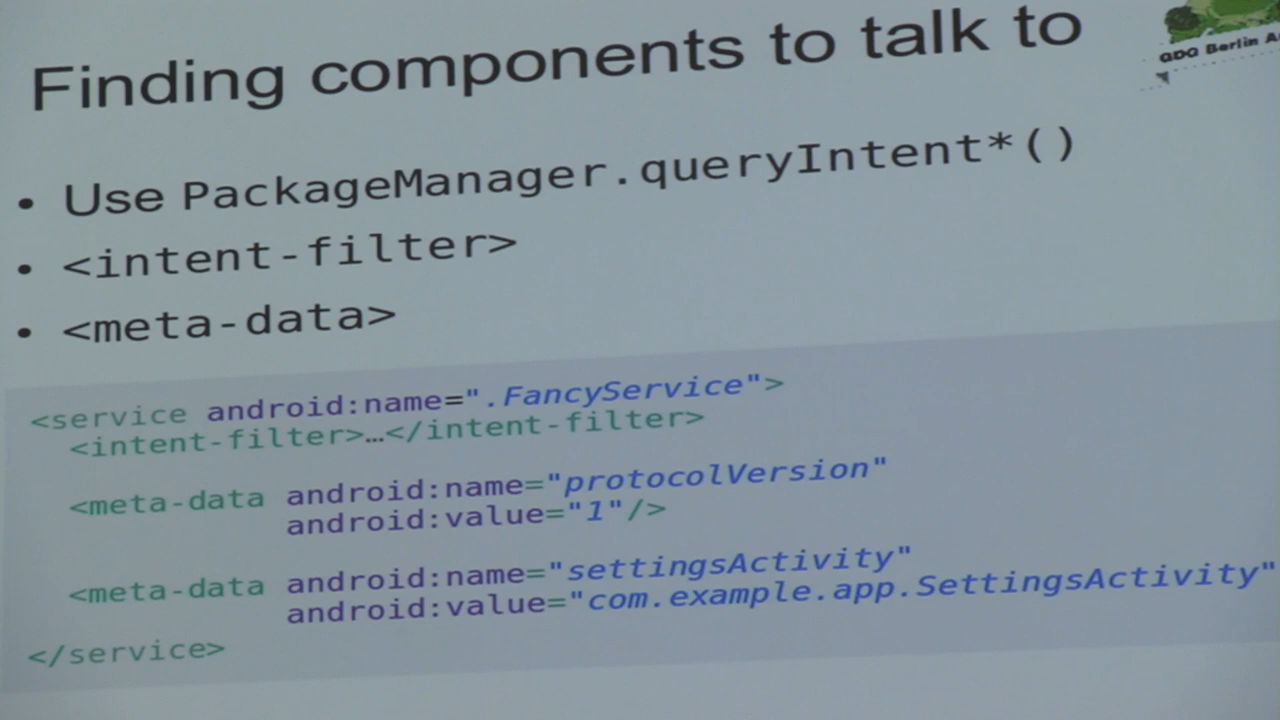 Finding components to talk to
GDG Berlin
• Use PackageManager.queryIntent*()
• <intent-filter>
• <meta-data>
<service android:name=".FancyService">
<intent-filter>…</intent-filter>
<meta-data android:name="protocolVersion"
android:value="1"/>
<meta-data android:name="settingsActivity"
android:value="com.example.app.SettingsActivity"
</service>